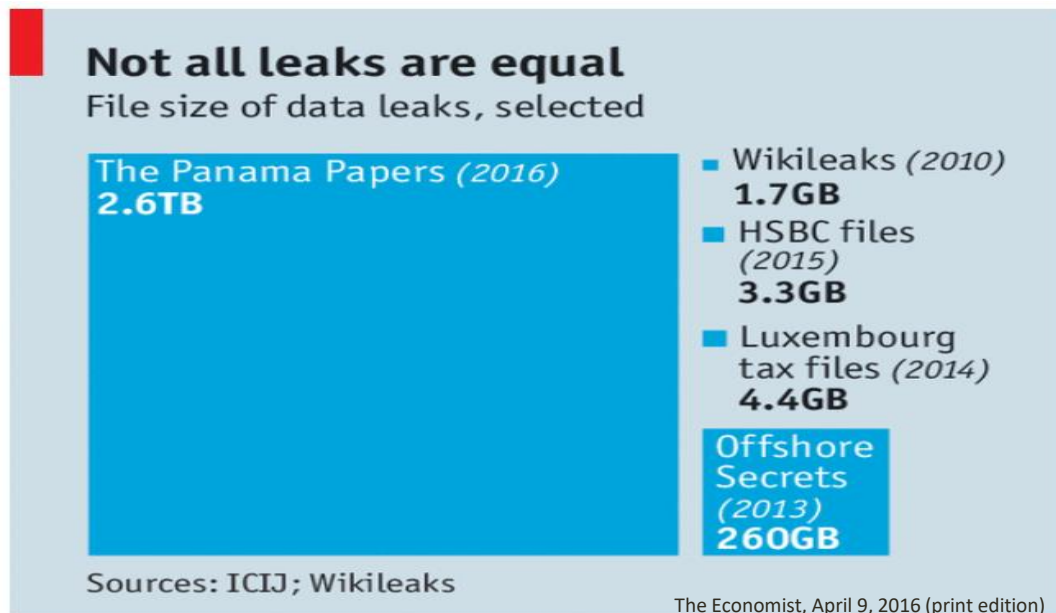 Not all leaks are equal
File size of data leaks, selected
The Panama Papers (2016)
2.6TB
Wikileaks (2010)
1.7GB
HSBC files
(2015)
3.3GB
Luxembourg
tax files (2014)
4.4GB
Offshore
Secrets
(2013)
260GB
Sources: ICIJ; Wikileaks
The Economist, April 9, 2016 (print edition)